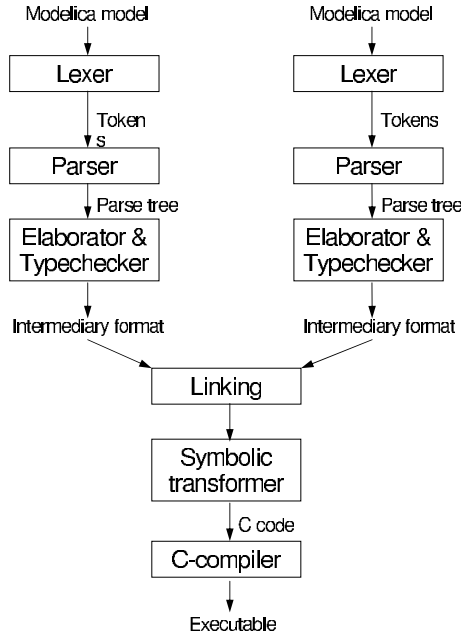 Modelica model
Modelica model
Lexer
Lexer
Token
s
Tokens
Parser
Parser
Parse tree
Parse tree
Elaborator &
Typechecker
Elaborator &
Typechecker
Intermediary format
Intermediary format
Linking
Symbolic
transformer
C code
C-compiler
Executable